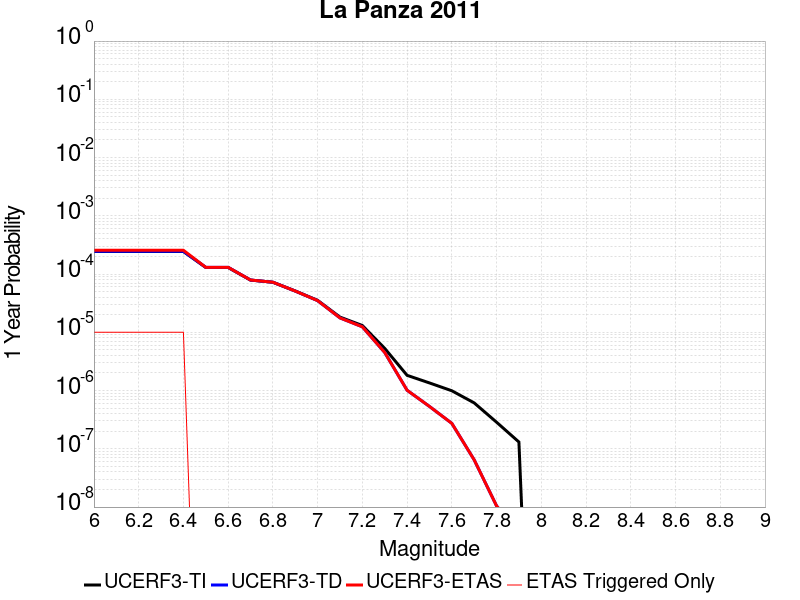 La Panza 2011
10^0
10^-1
10^-2
10^-3
10^-4
10^-5
10^-6
10^-7
10^-8
1 Year Probability
6 6.2 6.4 6.6 6.8 7 7.2 7.4 7.6 7.8 8 8.2 8.4 8.6 8.8 9
Magnitude
UCERF3-TI UCERF3-TD UCERF3-ETAS ETAS Triggered Only